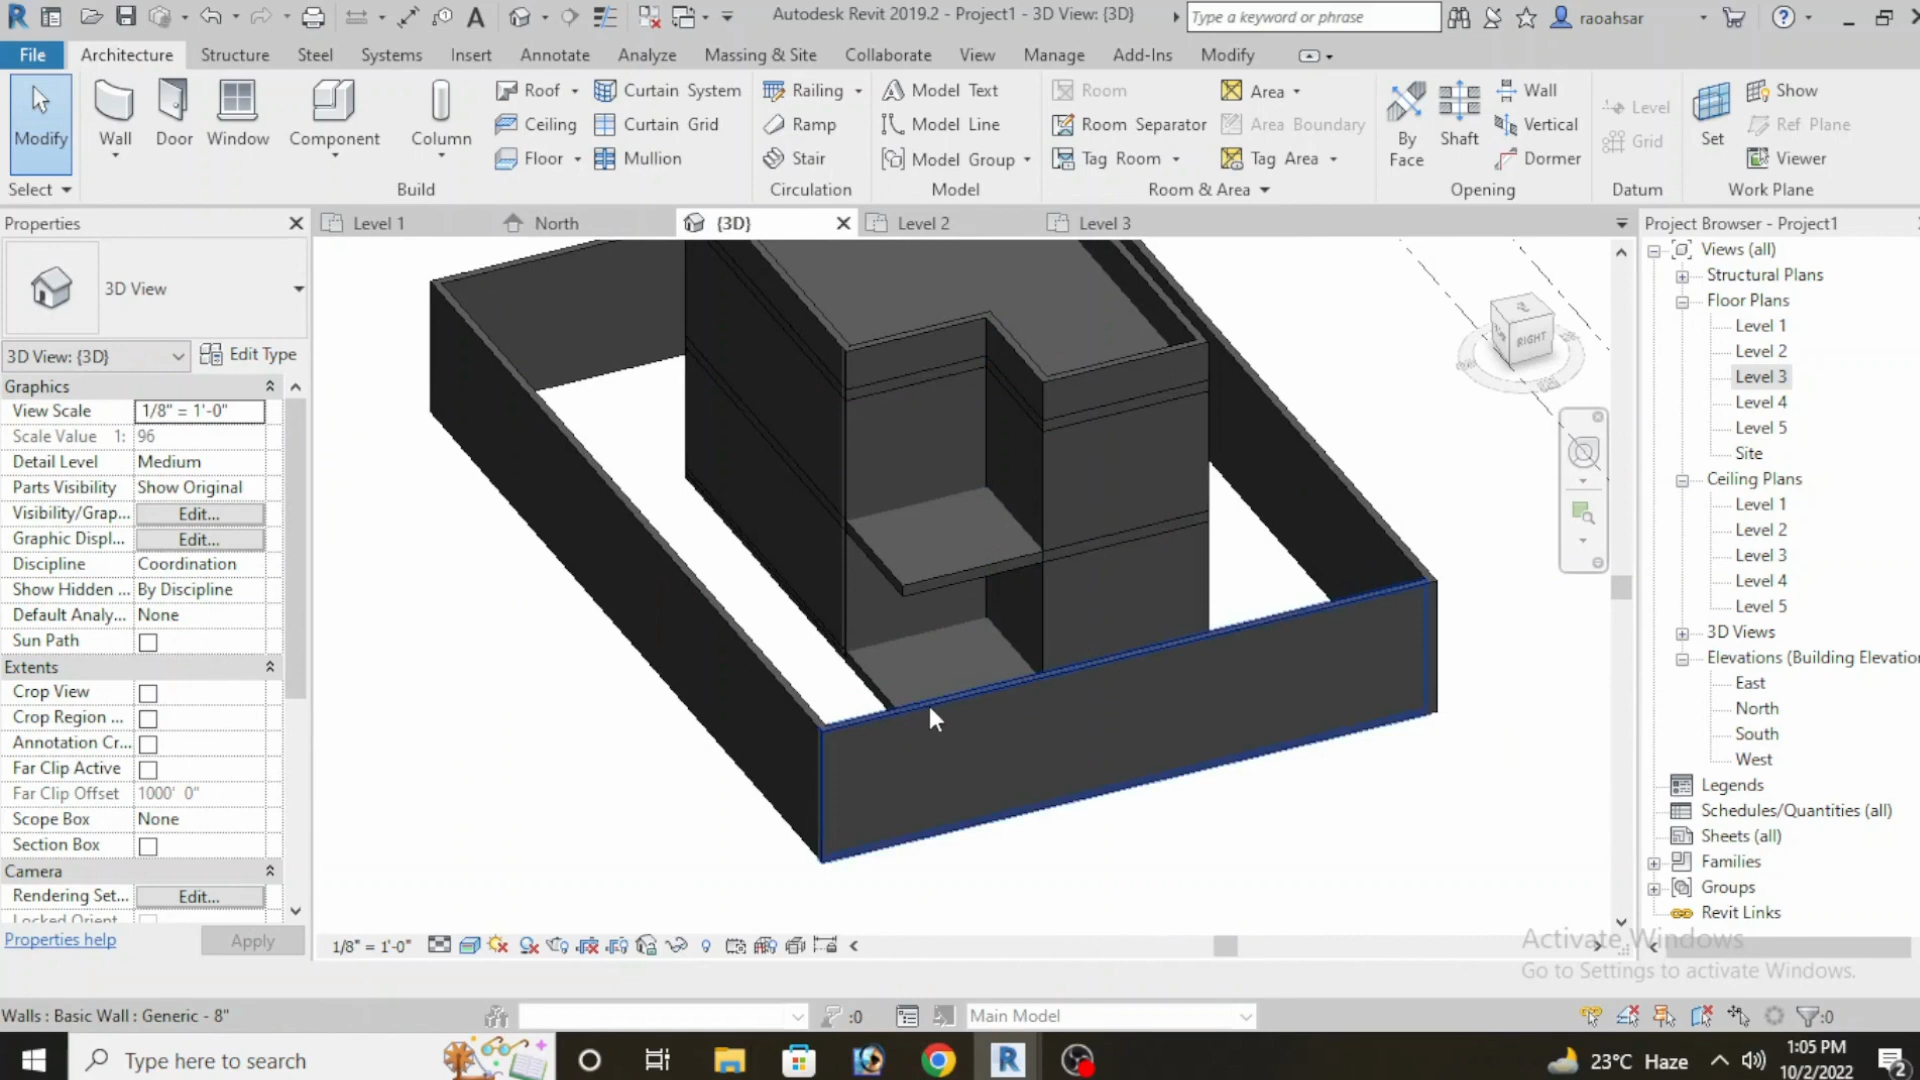 Autodesk Revit 2019.2 - Project1 - 3D View: {3D}
Type a keyword or phrase
raoahsar
File
Architecture
Structure
Steel
Systems
Insert
Annotate
Analyze
Massing & Site
Collaborate
View
Manage
Add-Ins
Modify
Modify
Wall
Door
Window
Component
Column
Roof
Ceiling
Floor
Curtain System
Curtain Grid
Mullion
Railing
Ramp
Stair
Model Text
Model Line
Model Group
Room
Room Separator
Tag Room
Area
Area Boundary
Tag Area
By
Face
Shaft
Wall
Vertical
Dormer
Level
Grid
Set
Show
Ref Plane
Viewer
Select
Build
Circulation
Model
Room & Area
Opening
Datum
Work Plane
Properties
Level 1
North
{3D}
Level 2
Level 3
Project Browser - Project1
3D View
3D View: {3D}
Edit Type
Graphics
View Scale 1/8" = 1'-0"
Scale Value 1: 96
Detail Level Medium
Parts Visibility Show Original
Visibility/Grap... Edit...
Graphic Displ... Edit...
Discipline Coordination
Show Hidden ... By Discipline
Default Analy... None
Sun Path
Extents
Crop View
Crop Region ...
Annotation Cr...
Far Clip Active
Far Clip Offset 1000' 0"
Scope Box None
Section Box
Camera
Rendering Set... Edit...
Locked Orient
Properties help
Apply
RIGHT
Views (all)
Structural Plans
Floor Plans
Level 1
Level 2
Level 3
Level 4
Level 5
Site
Ceiling Plans
Level 1
Level 2
Level 3
Level 4
Level 5
3D Views
Elevations (Building Elevatio
East
North
South
West
Legends
Schedules/Quantities (all)
Sheets (all)
Families
Groups
Revit Links
Activate Windows
Go to Settings to activate Windows.
1/8" = 1'-0"
Walls : Basic Wall : Generic - 8"
:0
Main Model
:0
Type here to search
23°C Haze
1:05 PM
10/2/2022
2